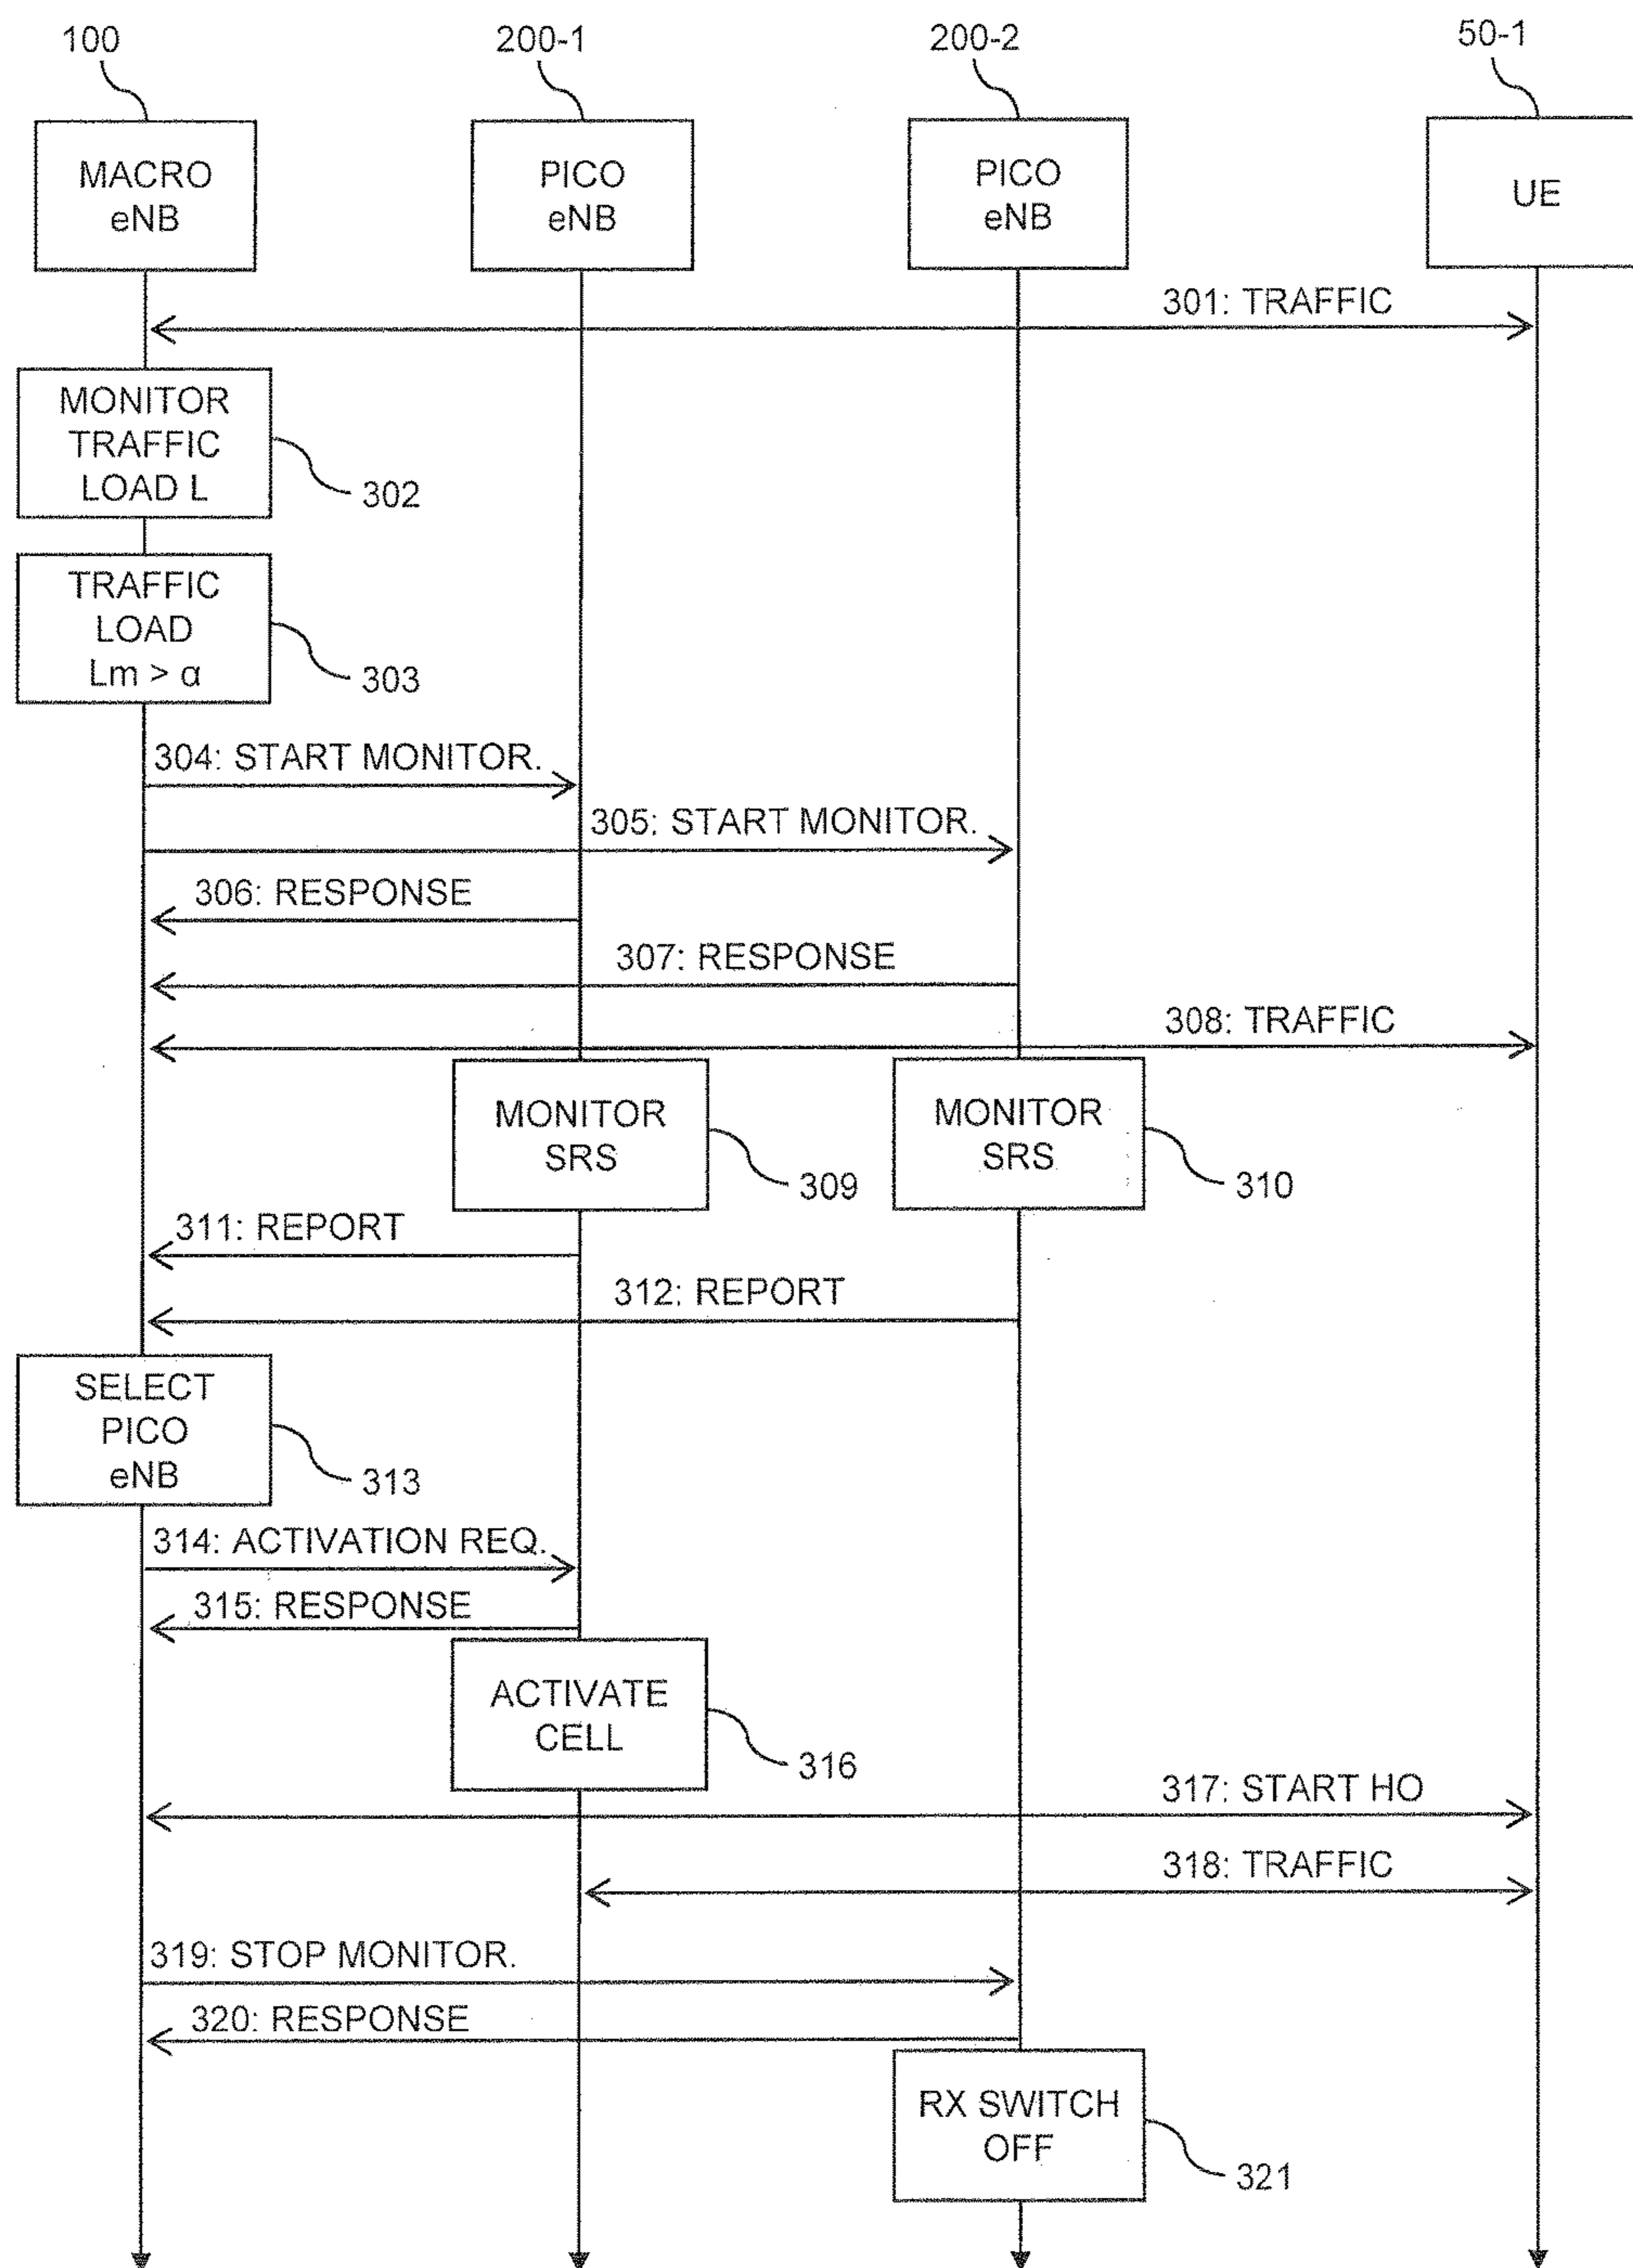 100
200-1
200-2
50-1
MACRO
eNB
PICO
eNB
PICO
eNB
UE
301: TRAFFIC
MONITOR
TRAFFIC
LOAD L
302
TRAFFIC
LOAD
Lm > α
303
304: START MONITOR.
305: START MONITOR.
306: RESPONSE
307: RESPONSE
308: TRAFFIC
MONITOR
SRS
309
MONITOR
SRS
310
311: REPORT
312: REPORT
SELECT
PICO
eNB
313
314: ACTIVATION REQ.
315: RESPONSE
ACTIVATE
CELL
316
317: START HO
318: TRAFFIC
319: STOP MONITOR.
320: RESPONSE
RX SWITCH
OFF
321